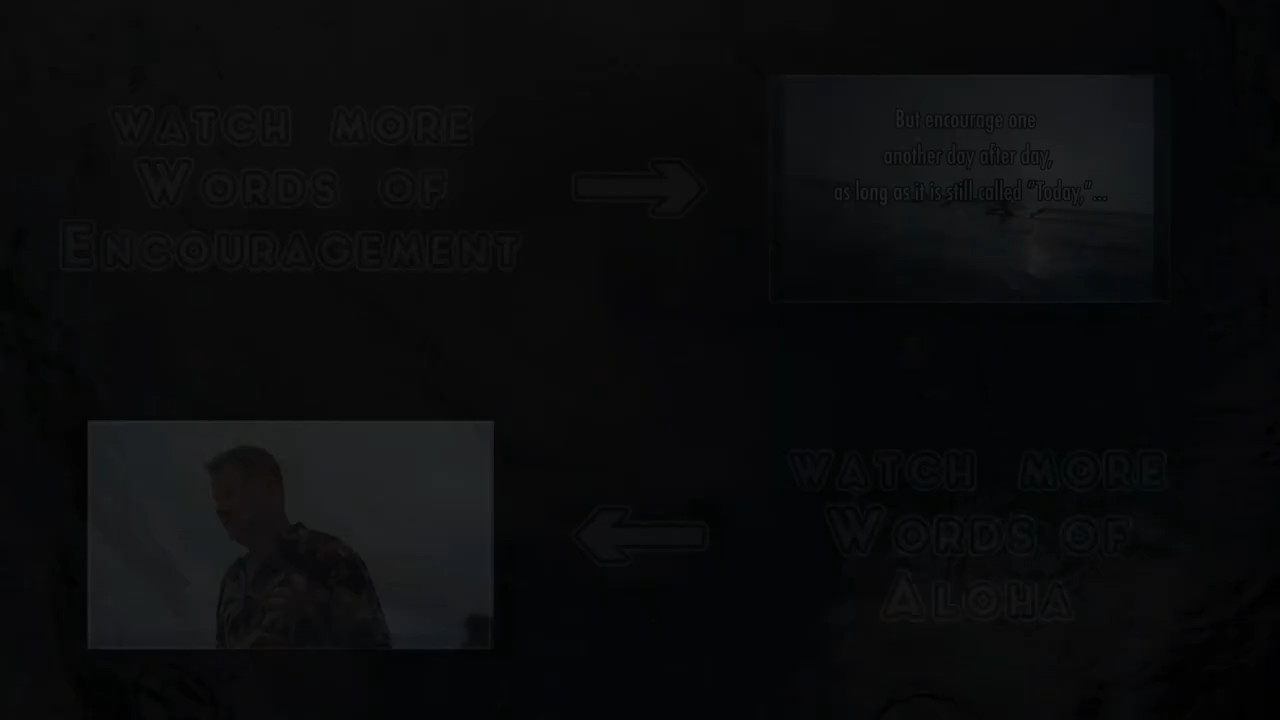 WATCH MORE
WORDS OF
ENCOURAGEMENT
But encourage one
another day after day,
as long as it is still called “Today,”...
WATCH MORE
WORDS OF
ALOHA